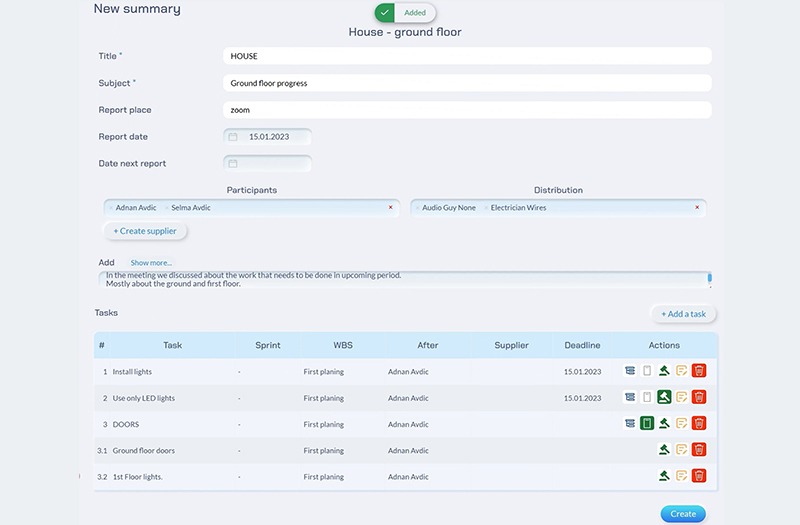 New summary
Added
House - ground floor
Title *
HOUSE
Subject *
Ground floor progress
Report place
zoom
Report date
15.01.2023
Date next report
Participants
Distribution
Adnan Avdic Selma Avdic ×
Audio Guy None Electrician Wires ×
+ Create supplier
Add Show more...
In the meeting we discussed about the work that needs to be done in upcoming period.
Mostly about the ground and first floor.
Tasks
+ Add a task
# Task Sprint WBS After Supplier Deadline Actions
1 Install lights - First planing Adnan Avdic 15.01.2023
2 Use only LED lights - First planing Adnan Avdic 15.01.2023
3 DOORS - First planing Adnan Avdic
3.1 Ground floor doors - First planing Adnan Avdic
3.2 1st Floor lights. - First planing Adnan Avdic
Create